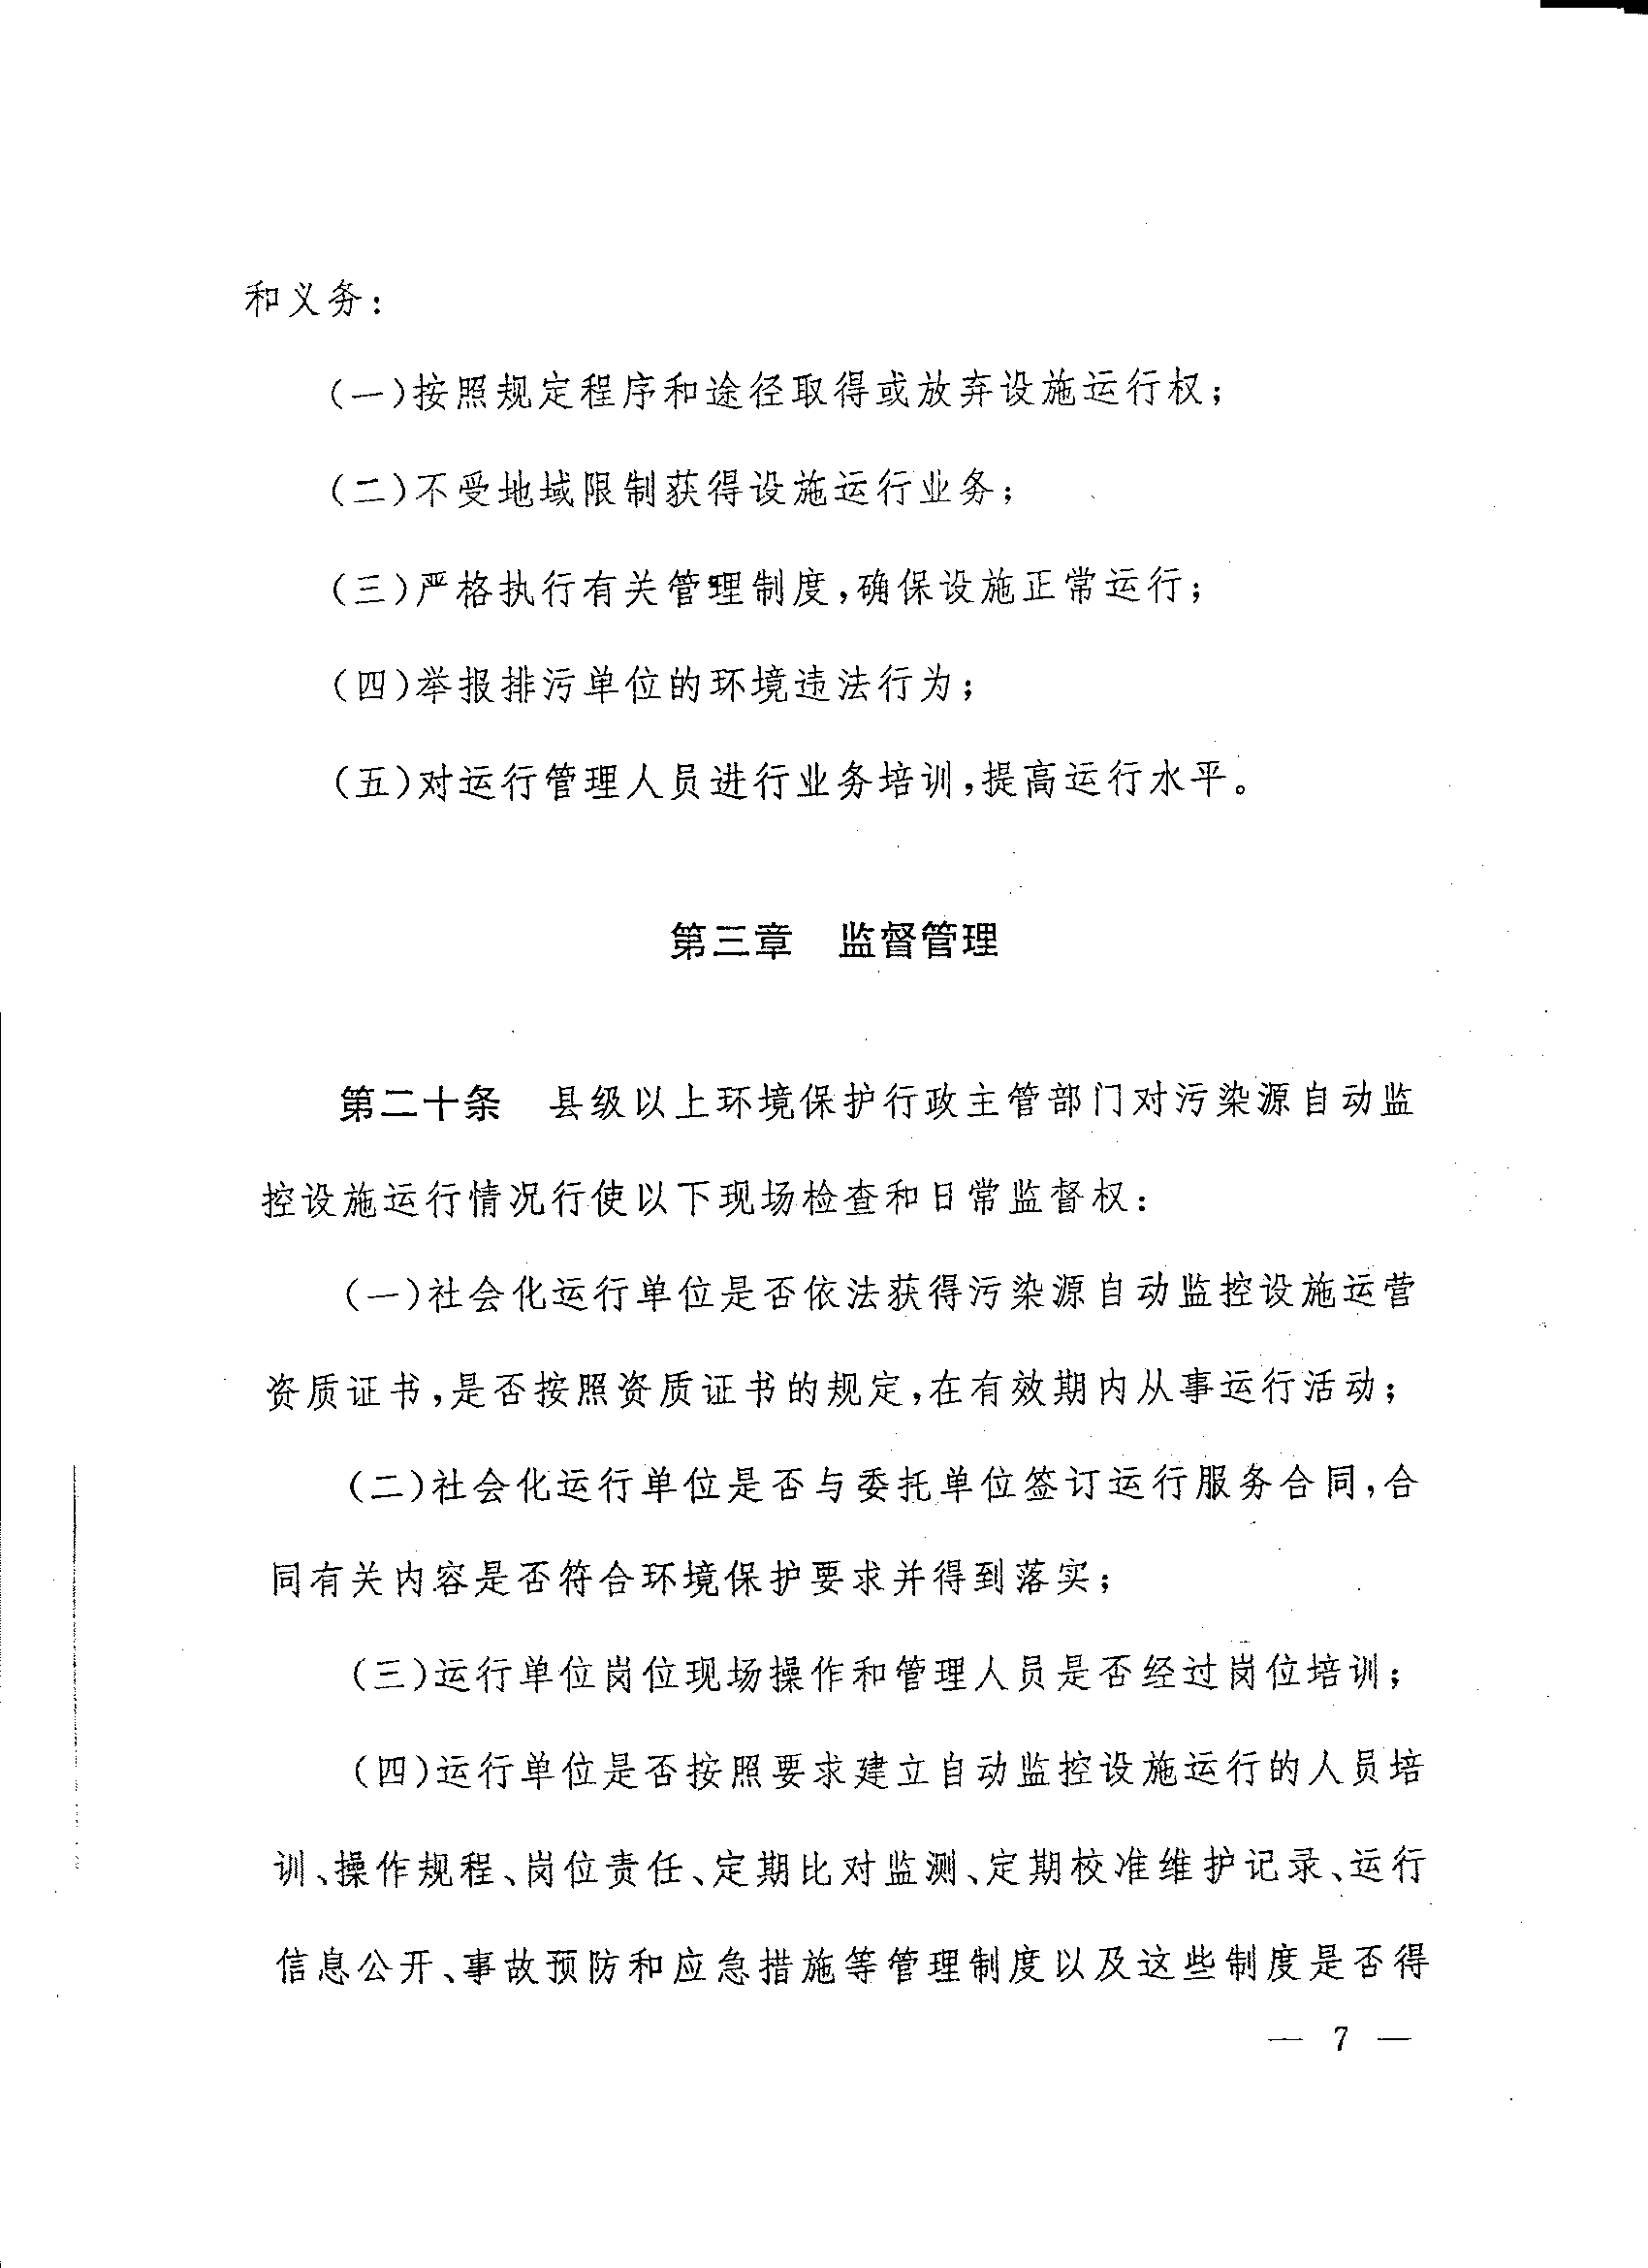 和义务：
（一）按照规定程序和途径取得或放弃设施运行权；
（二）不受地域限制获得设施运行业务；
（三）严格执行有关管理制度，确保设施正常运行；
（四）举报排污单位的环境违法行为；
（五）对运行管理人员进行业务培训，提高运行水平。
第三章　监督管理
第二十条　县级以上环境保护行政主管部门对污染源自动监
控设施运行情况行使以下现场检查和日常监督权：
（一）社会化运行单位是否依法获得污染源自动监控设施运营
资质证书，是否按照资质证书的规定，在有效期内从事运行活动；
（二）社会化运行单位是否与委托单位签订运行服务合同，合
同有关内容是否符合环境保护要求并得到落实；
（三）运行单位岗位现场操作和管理人员是否经过岗位培训；
（四）运行单位是否按照要求建立自动监控设施运行的人员培
训、操作规程、岗位责任、定期比对监测、定期校准维护记录、运行
信息公开、事故预防和应急措施等管理制度以及这些制度是否得
— 7 —